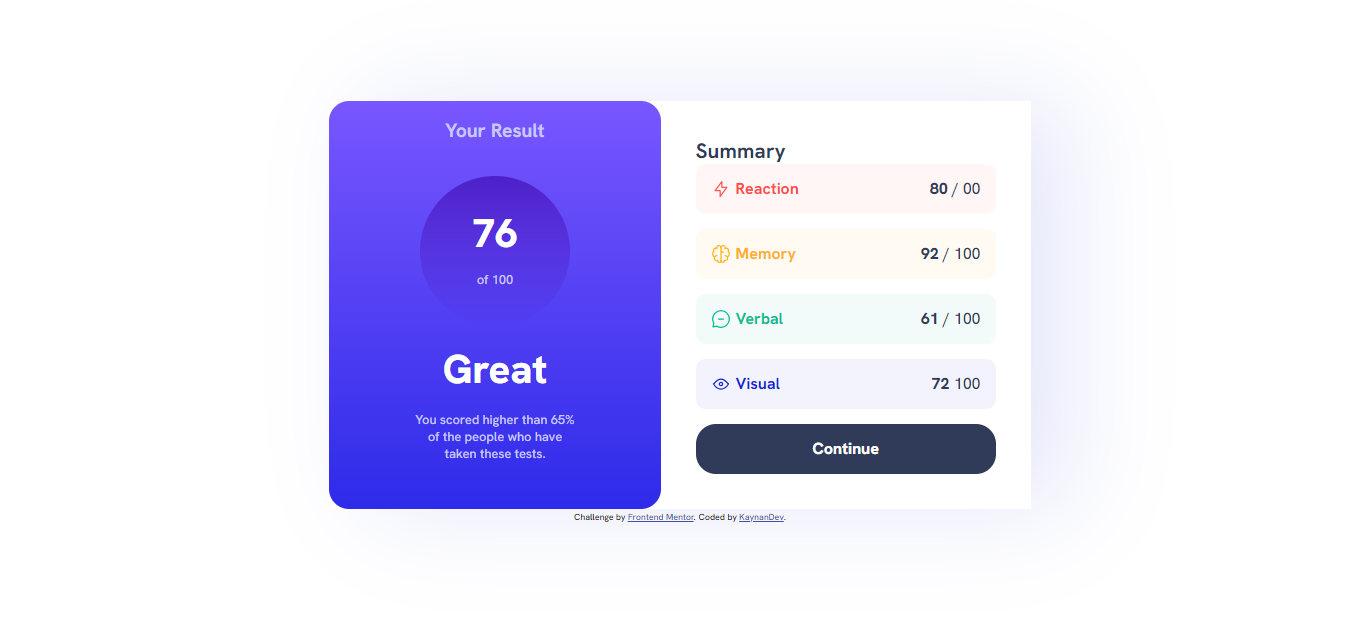 Your Result
76
of 100
Great
You scored higher than 65%
of the people who have
taken these tests.
Summary
Reaction 80 / 00
Memory 92 / 100
Verbal 61 / 100
Visual 72 100
Continue
Challenge by Frontend Mentor. Coded by KaynanDev.